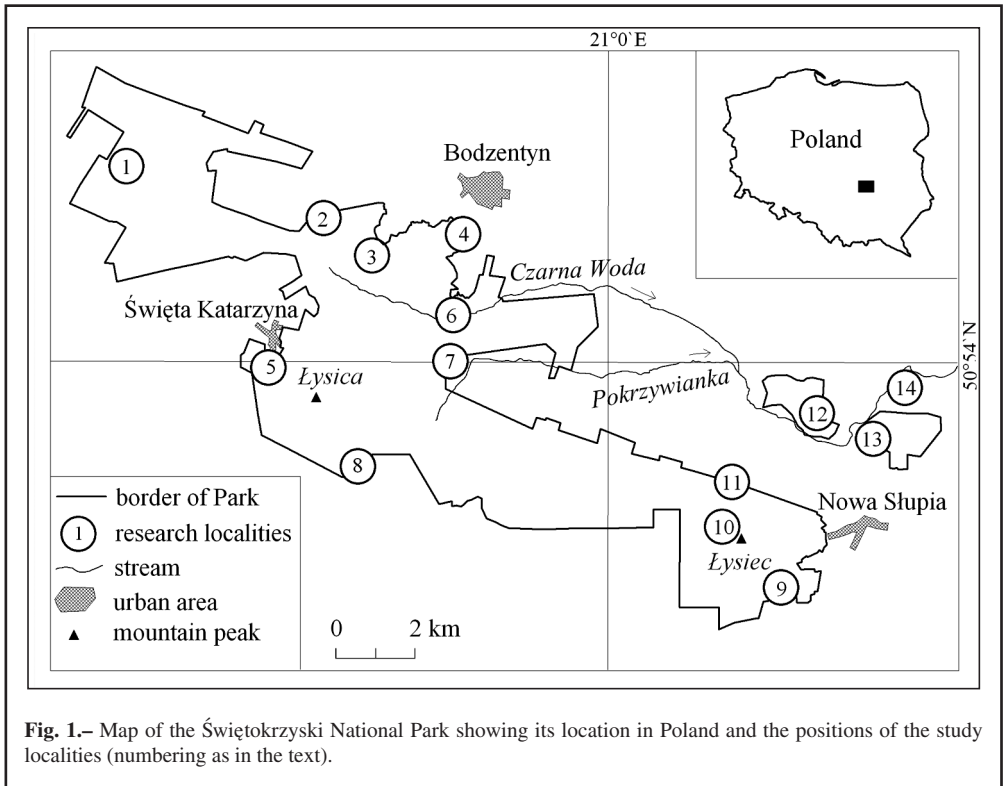 21°0`E
Poland
Bodzentyn
1
2
3
4
Czarna Woda
Święta Katarzyna
6
5
7
Łysica
50°54`N
Pokrzywianka
14
12
13
8
11
Nowa Słupia
10
Łysiec
9
border of Park
1 research localities
stream
urban area
mountain peak
0 2 km
Fig. 1.– Map of the Świętokrzyski National Park showing its location in Poland and the positions of the study
localities (numbering as in the text).